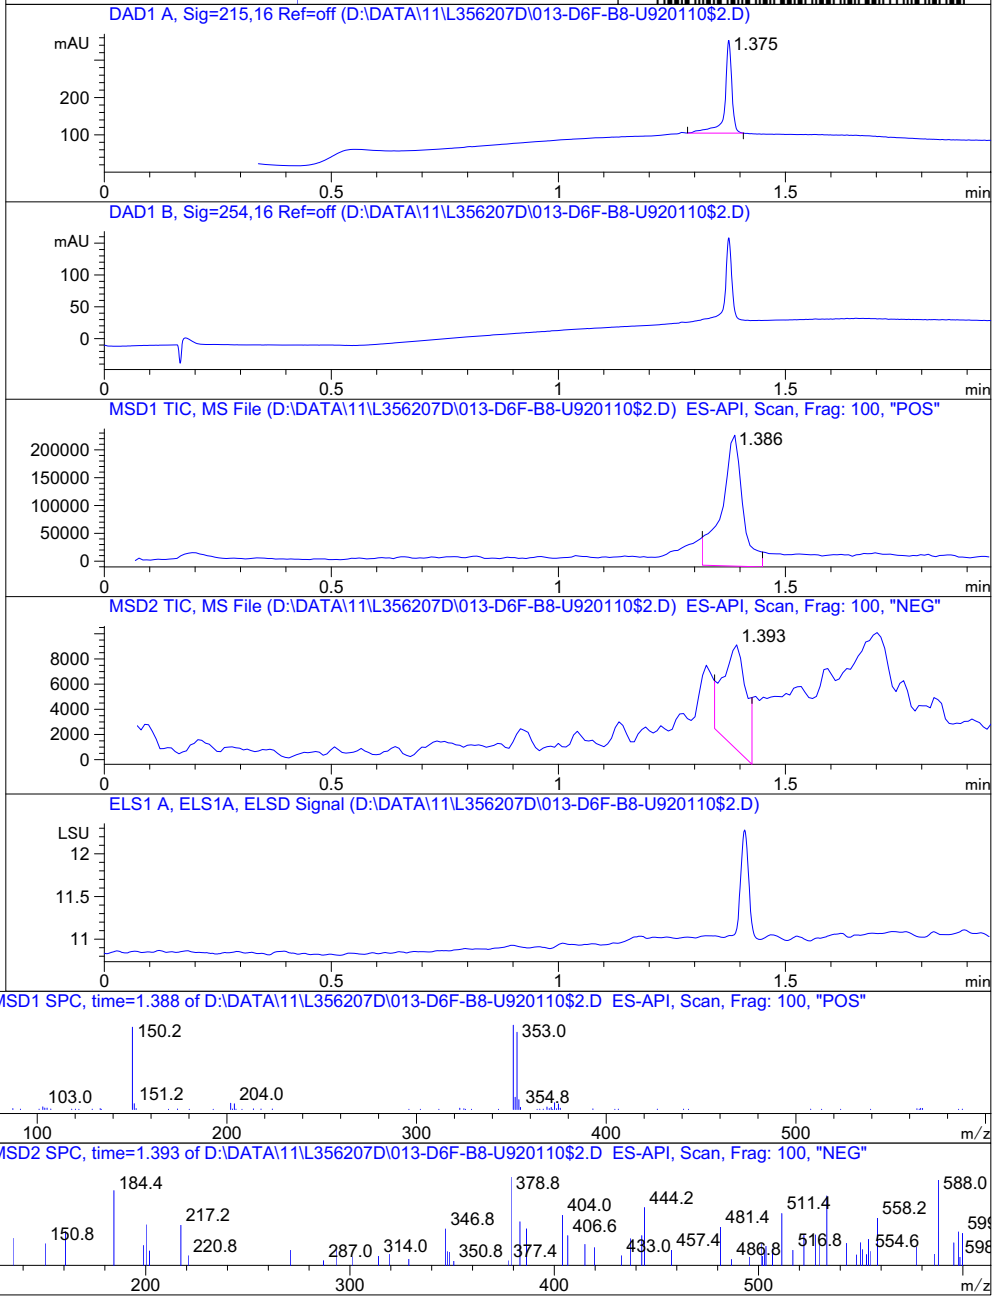 DAD1 A, Sig=215,16 Ref=off (D:\DATA\11\L356207D\013-D6F-B8-U920110$2.D)
mAU
1.375
200
100
0 0.5 1 1.5 min
DAD1 B, Sig=254,16 Ref=off (D:\DATA\11\L356207D\013-D6F-B8-U920110$2.D)
mAU
100
50
0
0 0.5 1 1.5 min
MSD1 TIC, MS File (D:\DATA\11\L356207D\013-D6F-B8-U920110$2.D) ES-API, Scan, Frag: 100, "POS"
1.386
200000
150000
100000
50000
0
0 0.5 1 1.5 min
MSD2 TIC, MS File (D:\DATA\11\L356207D\013-D6F-B8-U920110$2.D) ES-API, Scan, Frag: 100, "NEG"
1.393
8000
6000
4000
2000
0
0 0.5 1 1.5 min
ELS1 A, ELS1A, ELSD Signal (D:\DATA\11\L356207D\013-D6F-B8-U920110$2.D)
LSU
12
11.5
11
0 0.5 1 1.5 min
MSD1 SPC, time=1.388 of D:\DATA\11\L356207D\013-D6F-B8-U920110$2.D ES-API, Scan, Frag: 100, "POS"
150.2 353.0
103.0 151.2 204.0 354.8
100 200 300 400 500 m/z
MSD2 SPC, time=1.393 of D:\DATA\11\L356207D\013-D6F-B8-U920110$2.D ES-API, Scan, Frag: 100, "NEG"
184.4 378.8 588.0
404.0 444.2 511.4 558.2
217.2 346.8 406.6 481.4 599
150.8 220.8 287.0 314.0 350.8 377.4 433.0 457.4 486.8 516.8 554.6 598
200 300 400 500 m/z